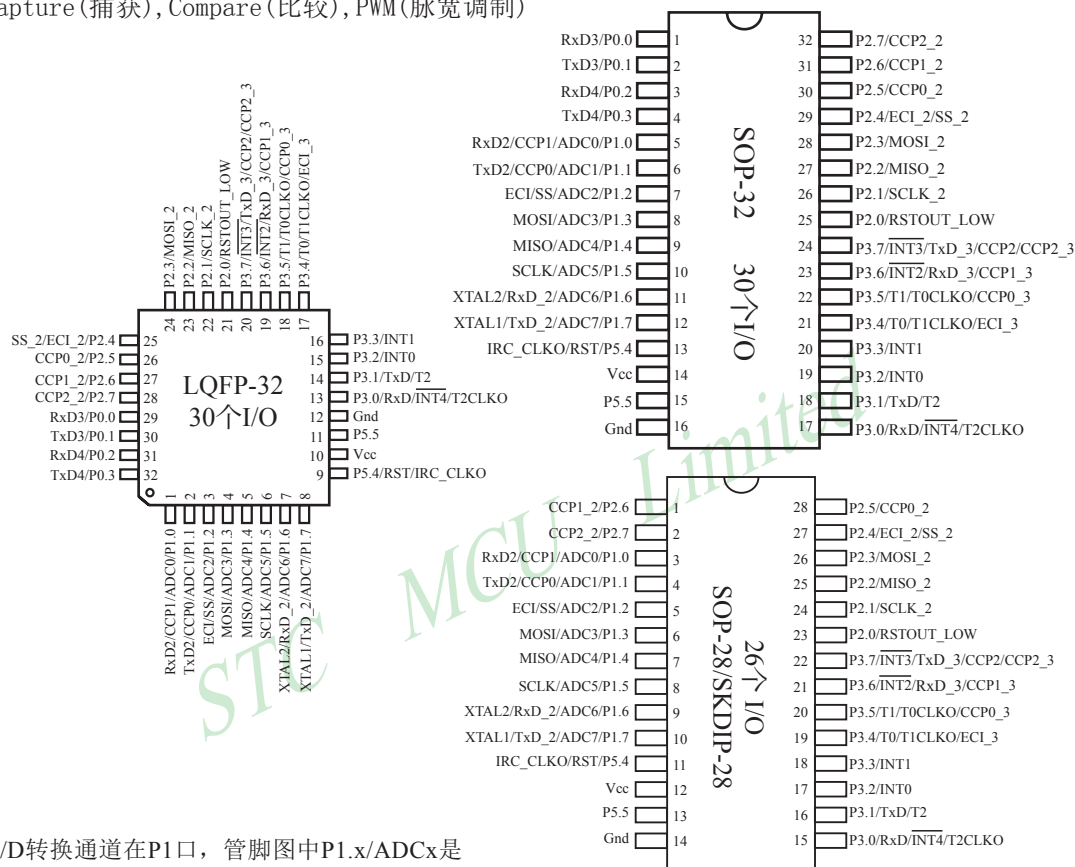 apture(捕获),Compare(比较),PWM(脉宽调制)
P2.3/MOSI_2
P2.2/MISO_2
P2.1/SCLK_2
P2.0/RSTOUT_LOW
P3.7/INT3/TxD_3/CCP2/CCP2_3
P3.6/INT2/RxD_3/CCP1_3
P3.5/T1/T0CLKO/CCP0_3
P3.4/T0/T1CLKO/ECI_3
24 23 22 21 20 19 18 17
SS_2/ECI_2/P2.4 25
CCP0_2/P2.5 26
CCP1_2/P2.6 27
CCP2_2/P2.7 28
RxD3/P0.0 29
TxD3/P0.1 30
RxD4/P0.2 31
TxD4/P0.3 32
LQFP-32
30个I/O
16 P3.3/INT1
15 P3.2/INT0
14 P3.1/TxD/T2
13 P3.0/RxD/INT4/T2CLKO
12 Gnd
11 P5.5
10 Vcc
9 P5.4/RST/IRC_CLKO
1 2 3 4 5 6 7 8
RxD2/CCP1/ADC0/P1.0
TxD2/CCP0/ADC1/P1.1
ECI/SS/ADC2/P1.2
MOSI/ADC3/P1.3
MISO/ADC4/P1.4
SCLK/ADC5/P1.5
XTAL2/RxD_2/ADC6/P1.6
XTAL1/TxD_2/ADC7/P1.7
RxD3/P0.0 1
TxD3/P0.1 2
RxD4/P0.2 3
TxD4/P0.3 4
RxD2/CCP1/ADC0/P1.0 5
TxD2/CCP0/ADC1/P1.1 6
ECI/SS/ADC2/P1.2 7
MOSI/ADC3/P1.3 8
MISO/ADC4/P1.4 9
SCLK/ADC5/P1.5 10
XTAL2/RxD_2/ADC6/P1.6 11
XTAL1/TxD_2/ADC7/P1.7 12
IRC_CLKO/RST/P5.4 13
Vcc 14
P5.5 15
Gnd 16
SOP-32 30个I/O
32 P2.7/CCP2_2
31 P2.6/CCP1_2
30 P2.5/CCP0_2
29 P2.4/ECI_2/SS_2
28 P2.3/MOSI_2
27 P2.2/MISO_2
26 P2.1/SCLK_2
25 P2.0/RSTOUT_LOW
24 P3.7/INT3/TxD_3/CCP2/CCP2_3
23 P3.6/INT2/RxD_3/CCP1_3
22 P3.5/T1/T0CLKO/CCP0_3
21 P3.4/T0/T1CLKO/ECI_3
20 P3.3/INT1
19 P3.2/INT0
18 P3.1/TxD/T2
17 P3.0/RxD/INT4/T2CLKO
CCP1_2/P2.6 1
CCP2_2/P2.7 2
RxD2/CCP1/ADC0/P1.0 3
TxD2/CCP0/ADC1/P1.1 4
ECI/SS/ADC2/P1.2 5
MOSI/ADC3/P1.3 6
MISO/ADC4/P1.4 7
SCLK/ADC5/P1.5 8
XTAL2/RxD_2/ADC6/P1.6 9
XTAL1/TxD_2/ADC7/P1.7 10
IRC_CLKO/RST/P5.4 11
Vcc 12
P5.5 13
Gnd 14
26个 I/O
SOP-28/SKDIP-28
28 P2.5/CCP0_2
27 P2.4/ECI_2/SS_2
26 P2.3/MOSI_2
25 P2.2/MISO_2
24 P2.1/SCLK_2
23 P2.0/RSTOUT_LOW
22 P3.7/INT3/TxD_3/CCP2/CCP2_3
21 P3.6/INT2/RxD_3/CCP1_3
20 P3.5/T1/T0CLKO/CCP0_3
19 P3.4/T0/T1CLKO/ECI_3
18 P3.3/INT1
17 P3.2/INT0
16 P3.1/TxD/T2
15 P3.0/RxD/INT4/T2CLKO
STC MCU Limited
/D转换通道在P1口，管脚图中P1.x/ADCx是